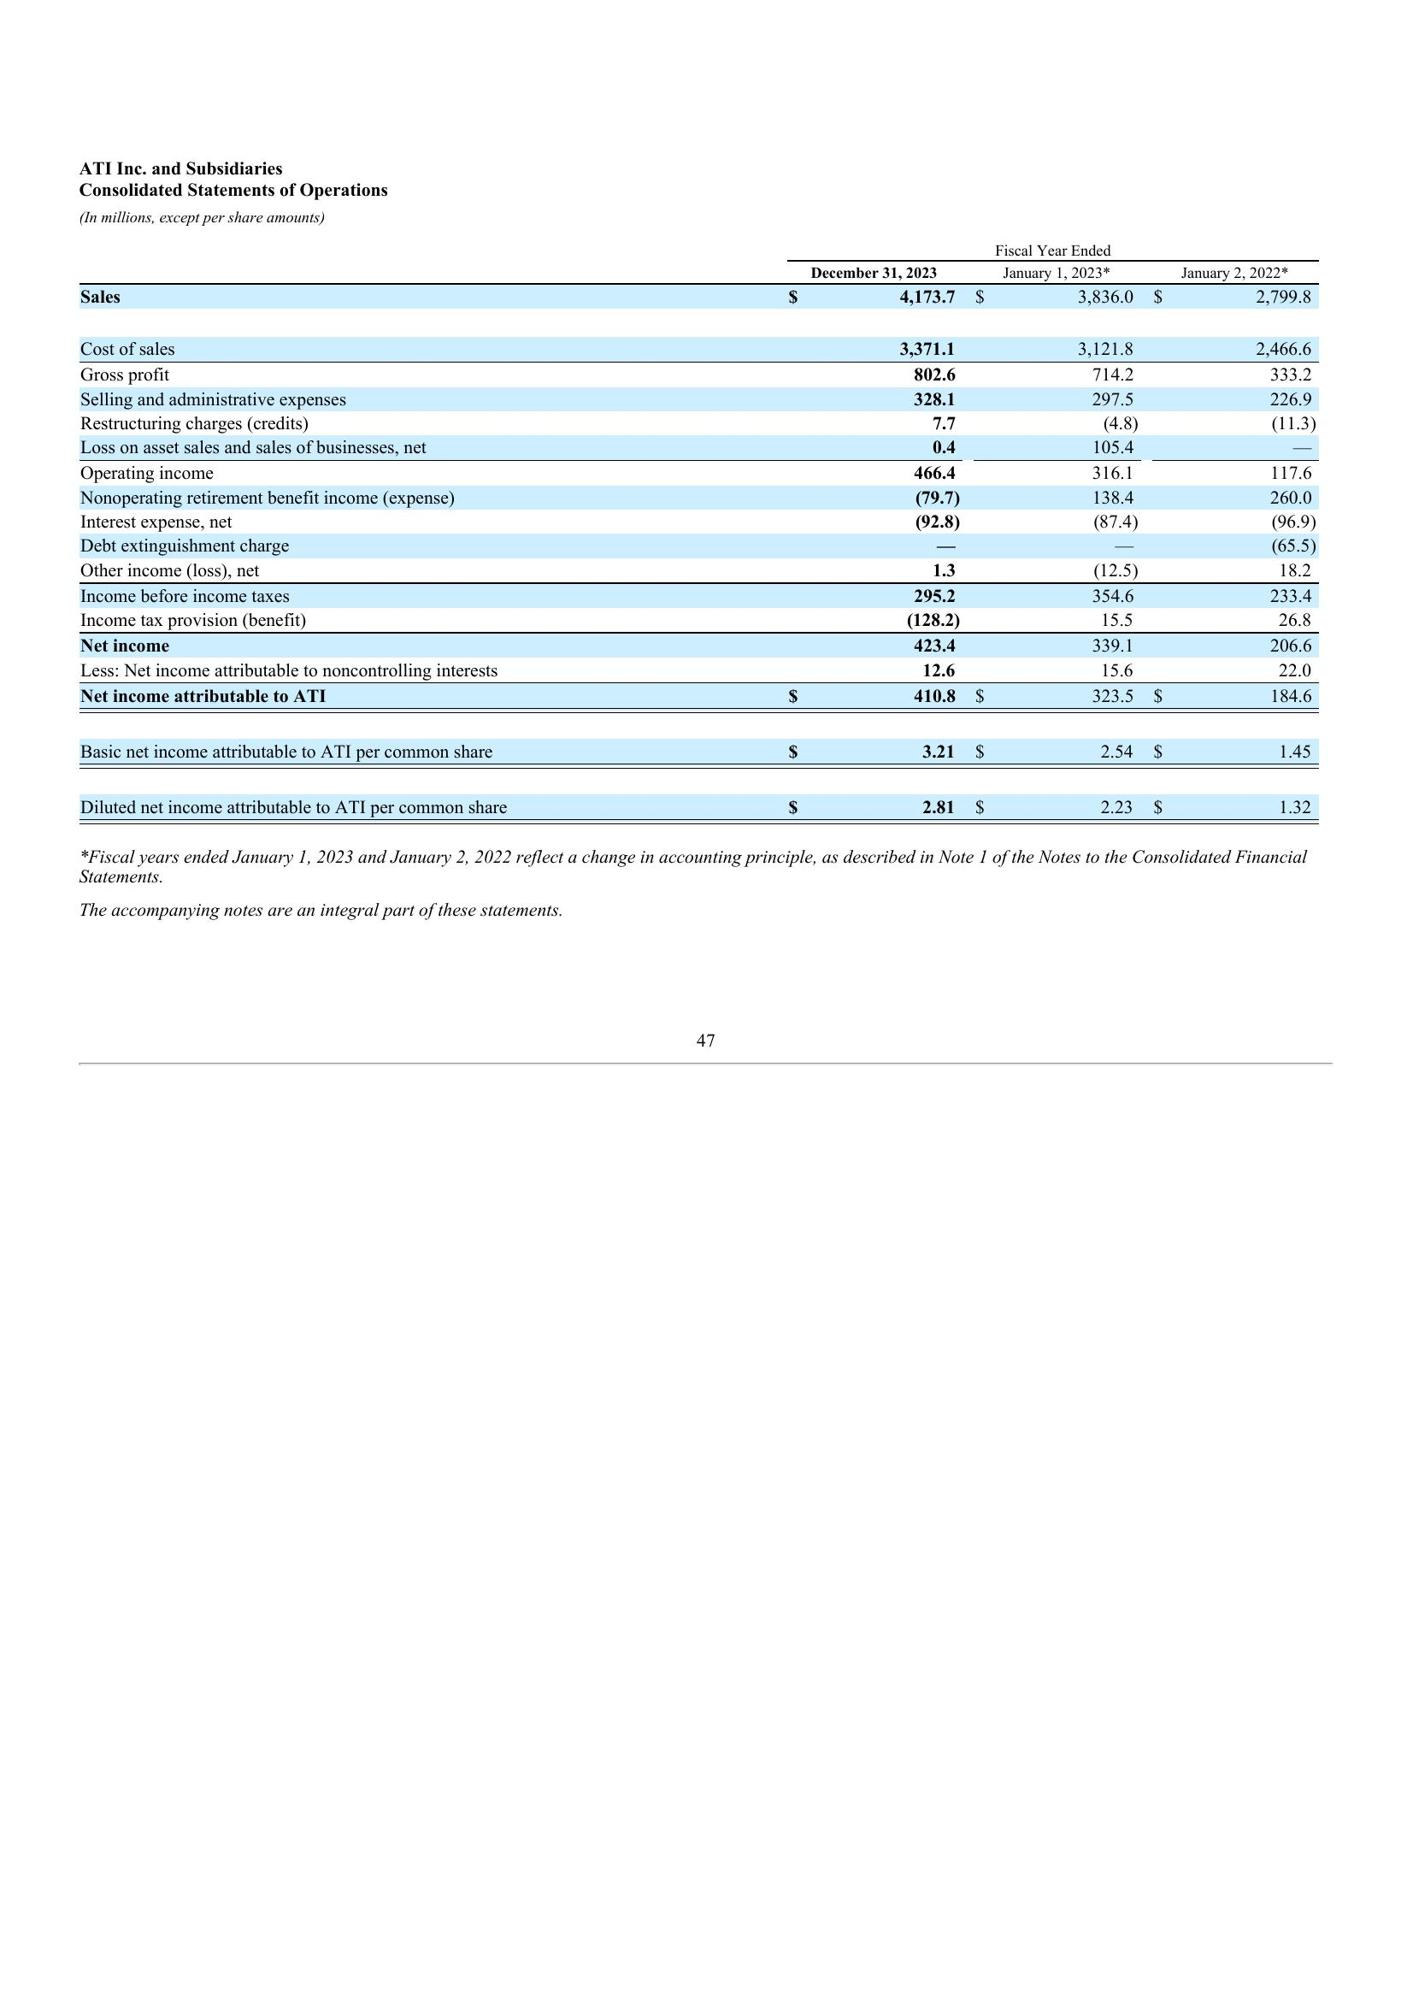 ATI Inc. and Subsidiaries
Consolidated Statements of Operations
(In millions, except per share amounts)
Fiscal Year Ended
December 31, 2023 January 1, 2023* January 2, 2022*
Sales $ 4,173.7 $ 3,836.0 $ 2,799.8
Cost of sales 3,371.1 3,121.8 2,466.6
Gross profit 802.6 714.2 333.2
Selling and administrative expenses 328.1 297.5 226.9
Restructuring charges (credits) 7.7 (4.8) (11.3)
Loss on asset sales and sales of businesses, net 0.4 105.4 —
Operating income 466.4 316.1 117.6
Nonoperating retirement benefit income (expense) (79.7) 138.4 260.0
Interest expense, net (92.8) (87.4) (96.9)
Debt extinguishment charge — — (65.5)
Other income (loss), net 1.3 (12.5) 18.2
Income before income taxes 295.2 354.6 233.4
Income tax provision (benefit) (128.2) 15.5 26.8
Net income 423.4 339.1 206.6
Less: Net income attributable to noncontrolling interests 12.6 15.6 22.0
Net income attributable to ATI $ 410.8 $ 323.5 $ 184.6
Basic net income attributable to ATI per common share $ 3.21 $ 2.54 $ 1.45
Diluted net income attributable to ATI per common share $ 2.81 $ 2.23 $ 1.32
*Fiscal years ended January 1, 2023 and January 2, 2022 reflect a change in accounting principle, as described in Note 1 of the Notes to the Consolidated Financial
Statements.
The accompanying notes are an integral part of these statements.
47